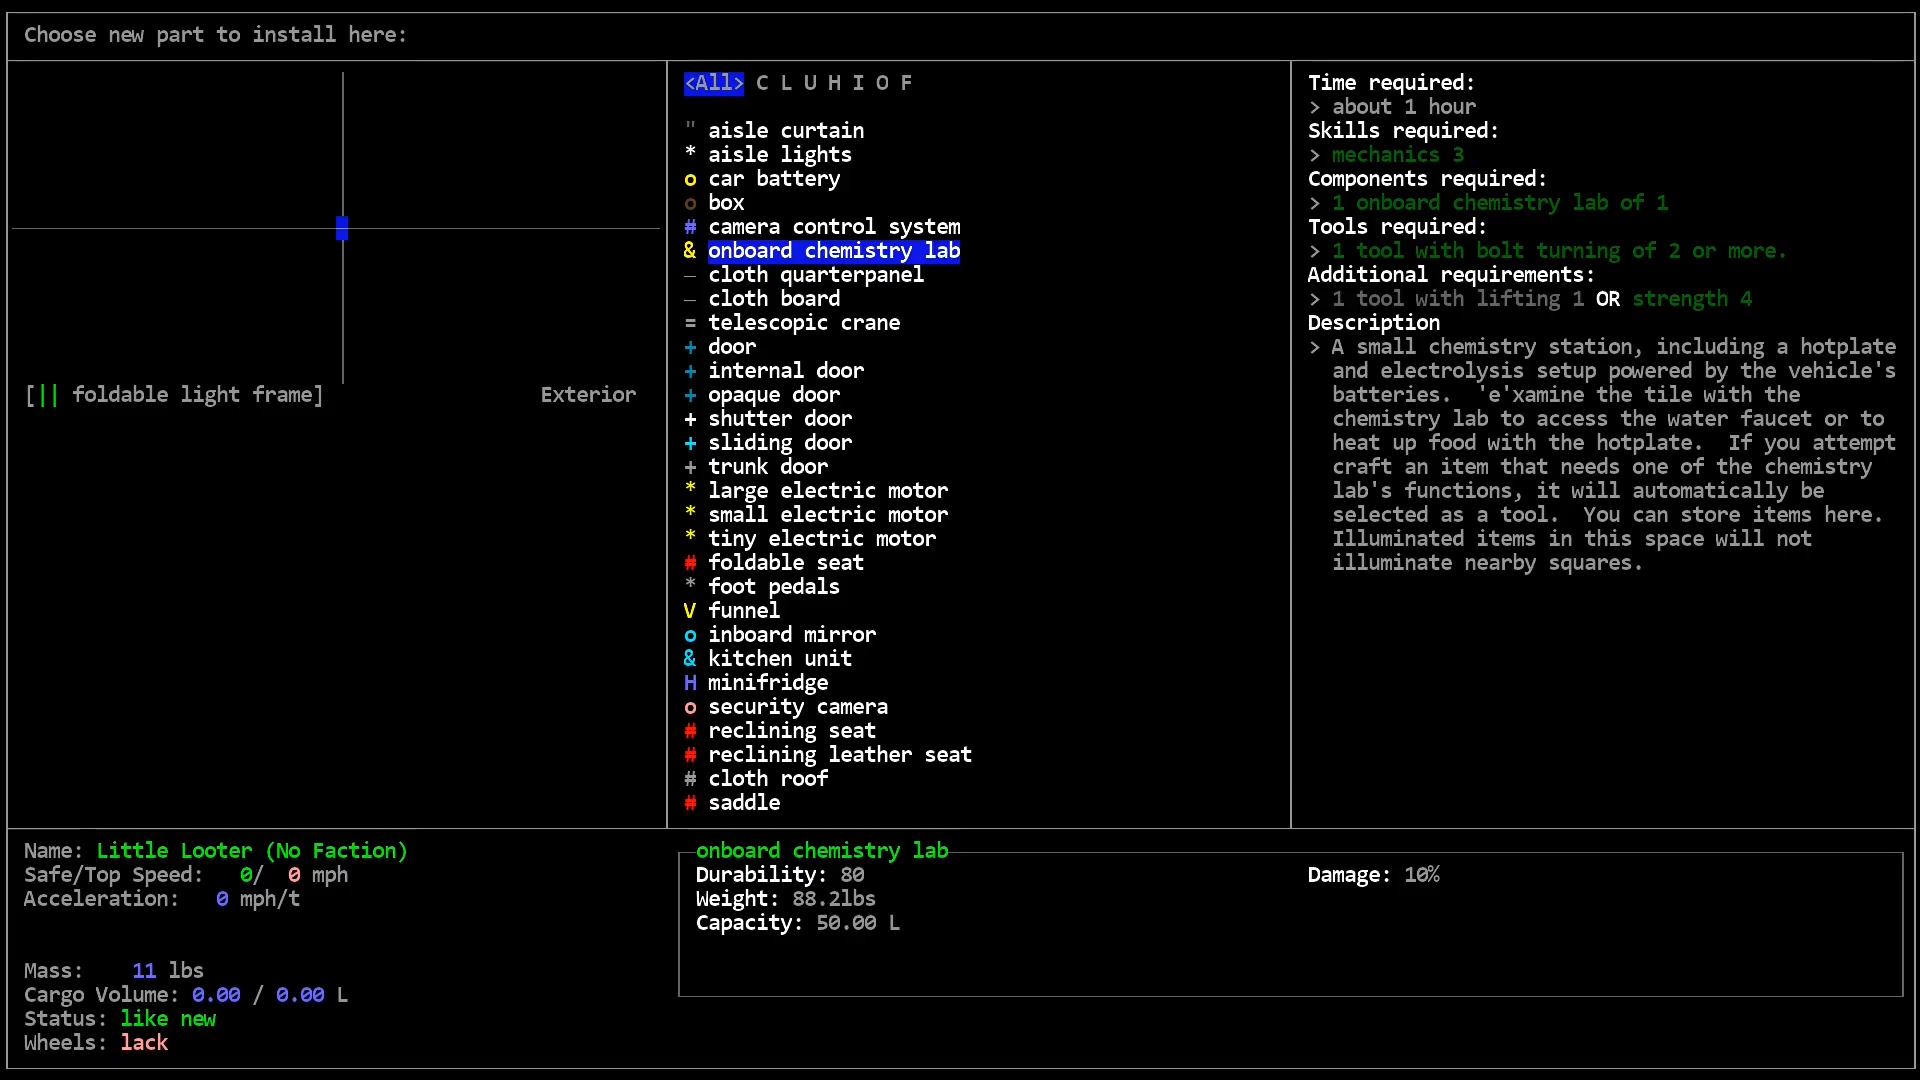 Choose new part to install here:
[|| foldable light frame] Exterior
<All> C L U H I O F
" aisle curtain
* aisle lights
o car battery
o box
# camera control system
& onboard chemistry lab
– cloth quarterpanel
– cloth board
= telescopic crane
+ door
+ internal door
+ opaque door
+ shutter door
+ sliding door
+ trunk door
* large electric motor
* small electric motor
* tiny electric motor
# foldable seat
* foot pedals
V funnel
o inboard mirror
& kitchen unit
H minifridge
o security camera
# reclining seat
# reclining leather seat
# cloth roof
# saddle
Time required:
> about 1 hour
Skills required:
> mechanics 3
Components required:
> 1 onboard chemistry lab of 1
Tools required:
> 1 tool with bolt turning of 2 or more.
Additional requirements:
> 1 tool with lifting 1 OR strength 4
Description
> A small chemistry station, including a hotplate
and electrolysis setup powered by the vehicle's
batteries.  'e'xamine the tile with the
chemistry lab to access the water faucet or to
heat up food with the hotplate.  If you attempt
craft an item that needs one of the chemistry
lab's functions, it will automatically be
selected as a tool.  You can store items here.
Illuminated items in this space will not
illuminate nearby squares.
Name: Little Looter (No Faction)
Safe/Top Speed: 0/ 0 mph
Acceleration: 0 mph/t
Mass: 11 lbs
Cargo Volume: 0.00 / 0.00 L
Status: like new
Wheels: lack
onboard chemistry lab
Durability: 80
Weight: 88.2lbs
Capacity: 50.00 L
Damage: 10%